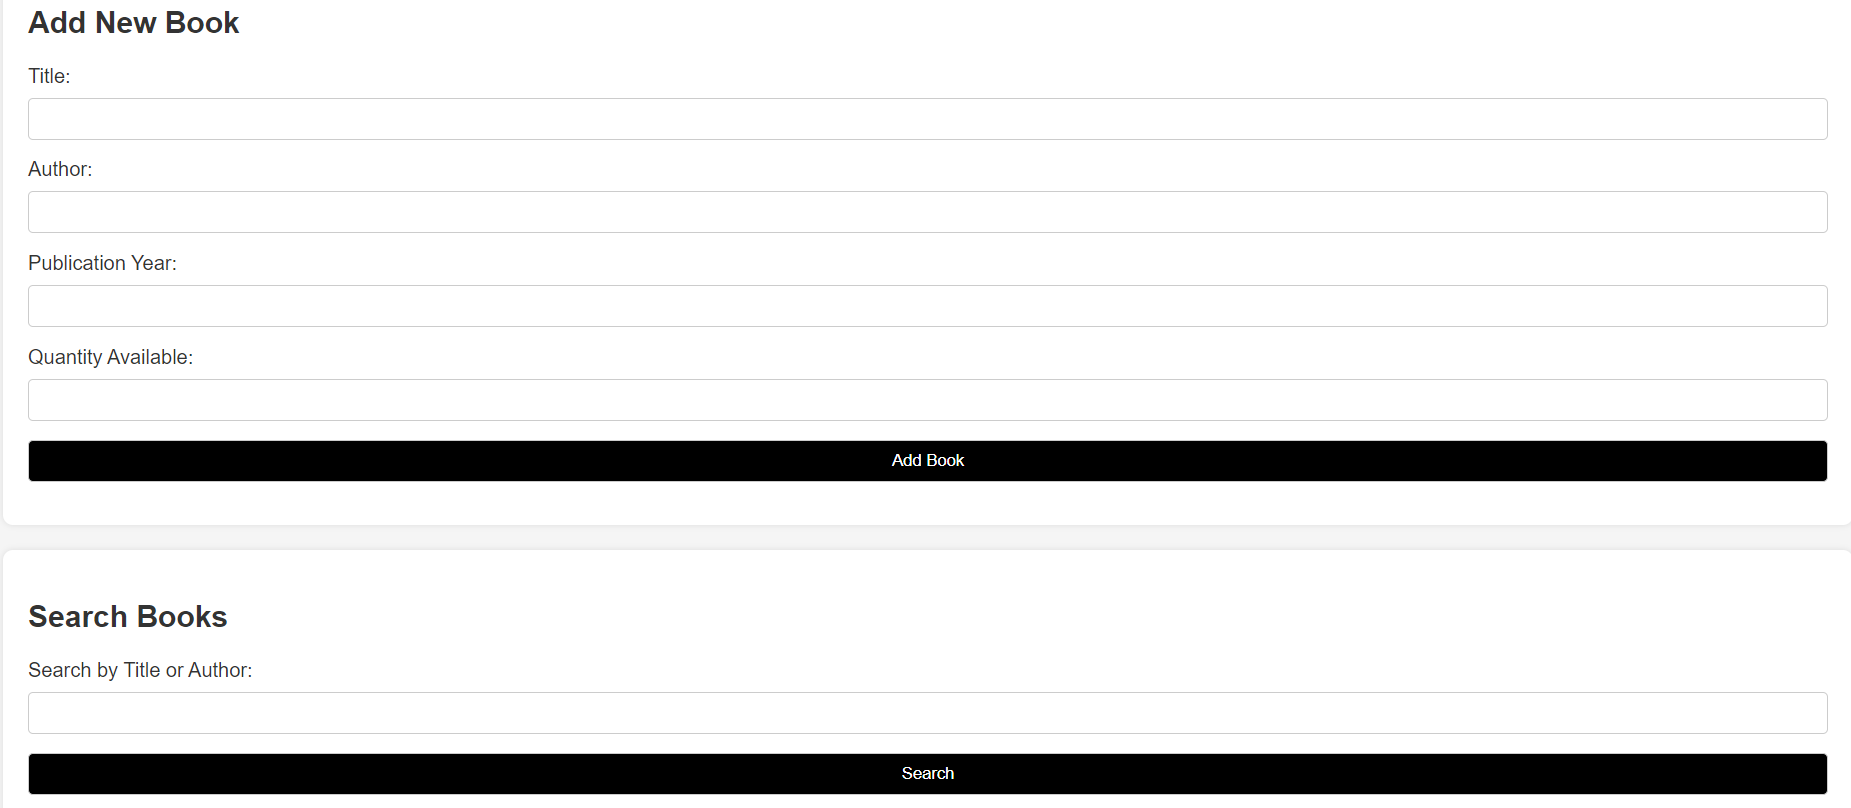 Add New Book
Title:
Author:
Publication Year:
Quantity Available:
Add Book
Search Books
Search by Title or Author:
Search